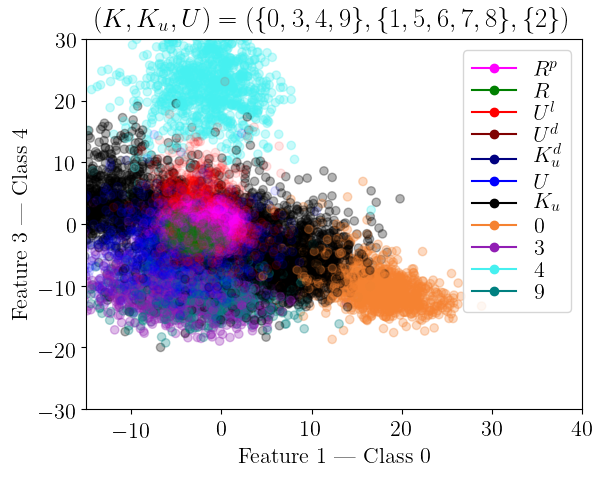 (K, K_u, U) = ({0, 3, 4, 9}, {1, 5, 6, 7, 8}, {2})
30
20
10
0
−10
−20
−30
Feature 3 — Class 4
R^p
R
U^l
U^d
K_u^d
U
K_u
0
3
4
9
−10
0
10
20
30
40
Feature 1 — Class 0